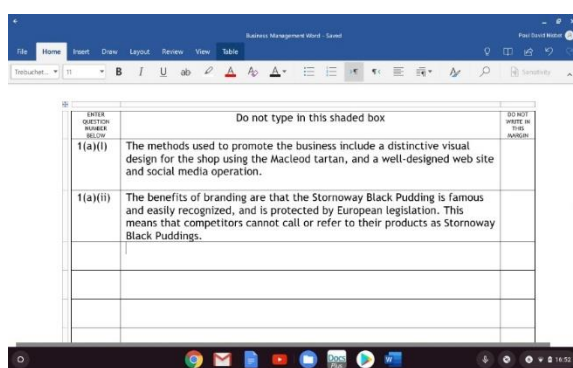 Business Management Word - Saved
Paul David Nisbet
File Home Insert Draw Layout Review View Table
Trebuchet... 11 B I U ab A A Sensitivity
ENTER
QUESTION
NUMBER
BELOW
Do not type in this shaded box
DO NOT
WRITE IN
THIS
MARGIN
1(a)(i) The methods used to promote the business include a distinctive visual
design for the shop using the Macleod tartan, and a well-designed web site
and social media operation.
1(a)(ii) The benefits of branding are that the Stornoway Black Pudding is famous
and easily recognized, and is protected by European legislation. This
means that competitors cannot call or refer to their products as Stornoway
Black Puddings.
Docs
16:52